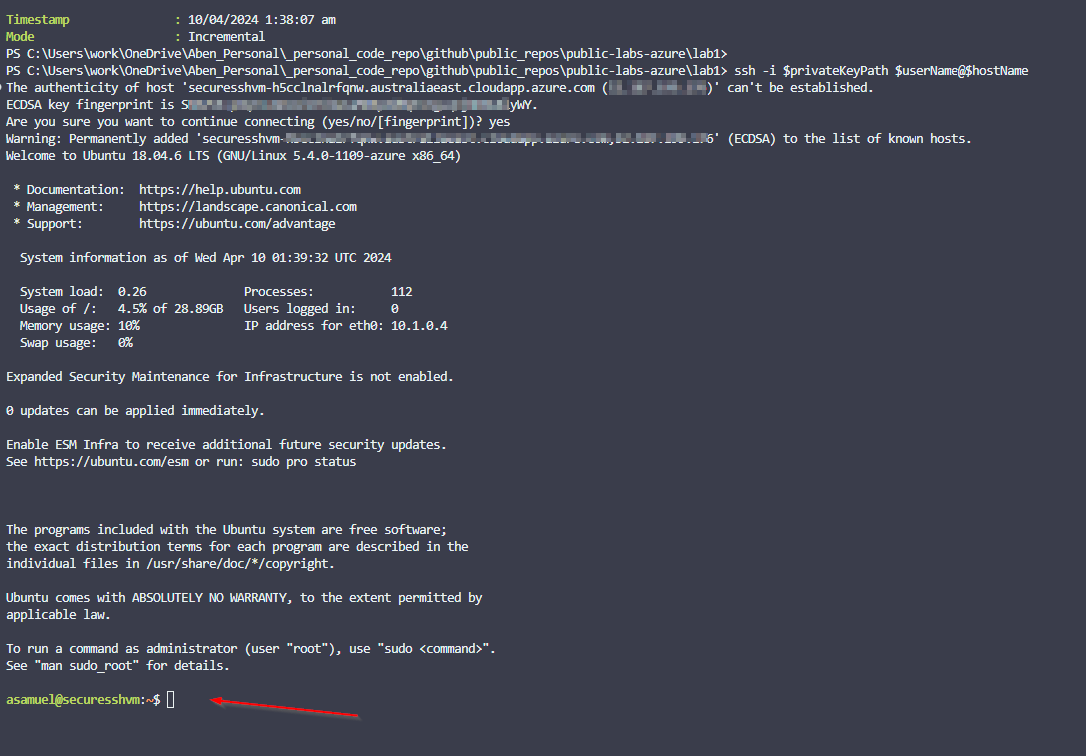 Timestamp : 10/04/2024 1:38:07 am
Mode : Incremental
PS C:\Users\work\OneDrive\Aben_Personal\_personal_code_repo\github\public_repos\public-labs-azure\lab1>
PS C:\Users\work\OneDrive\Aben_Personal\_personal_code_repo\github\public_repos\public-labs-azure\lab1> ssh -i $privateKeyPath $userName@$hostName
The authenticity of host 'securesshvm-h5cclnalrfqnw.australiaeast.cloudapp.azure.com ( )' can't be established.
ECDSA key fingerprint is S yWY.
Are you sure you want to continue connecting (yes/no/[fingerprint])? yes
Warning: Permanently added 'securesshvm- 6' (ECDSA) to the list of known hosts.
Welcome to Ubuntu 18.04.6 LTS (GNU/Linux 5.4.0-1109-azure x86_64)
* Documentation: https://help.ubuntu.com
* Management: https://landscape.canonical.com
* Support: https://ubuntu.com/advantage
System information as of Wed Apr 10 01:39:32 UTC 2024
System load: 0.26 Processes: 112
Usage of /: 4.5% of 28.89GB Users logged in: 0
Memory usage: 10% IP address for eth0: 10.1.0.4
Swap usage: 0%
Expanded Security Maintenance for Infrastructure is not enabled.
0 updates can be applied immediately.
Enable ESM Infra to receive additional future security updates.
See https://ubuntu.com/esm or run: sudo pro status
The programs included with the Ubuntu system are free software;
the exact distribution terms for each program are described in the
individual files in /usr/share/doc/*/copyright.
Ubuntu comes with ABSOLUTELY NO WARRANTY, to the extent permitted by
applicable law.
To run a command as administrator (user "root"), use "sudo <command>".
See "man sudo_root" for details.
asamuel@securesshvm:~$